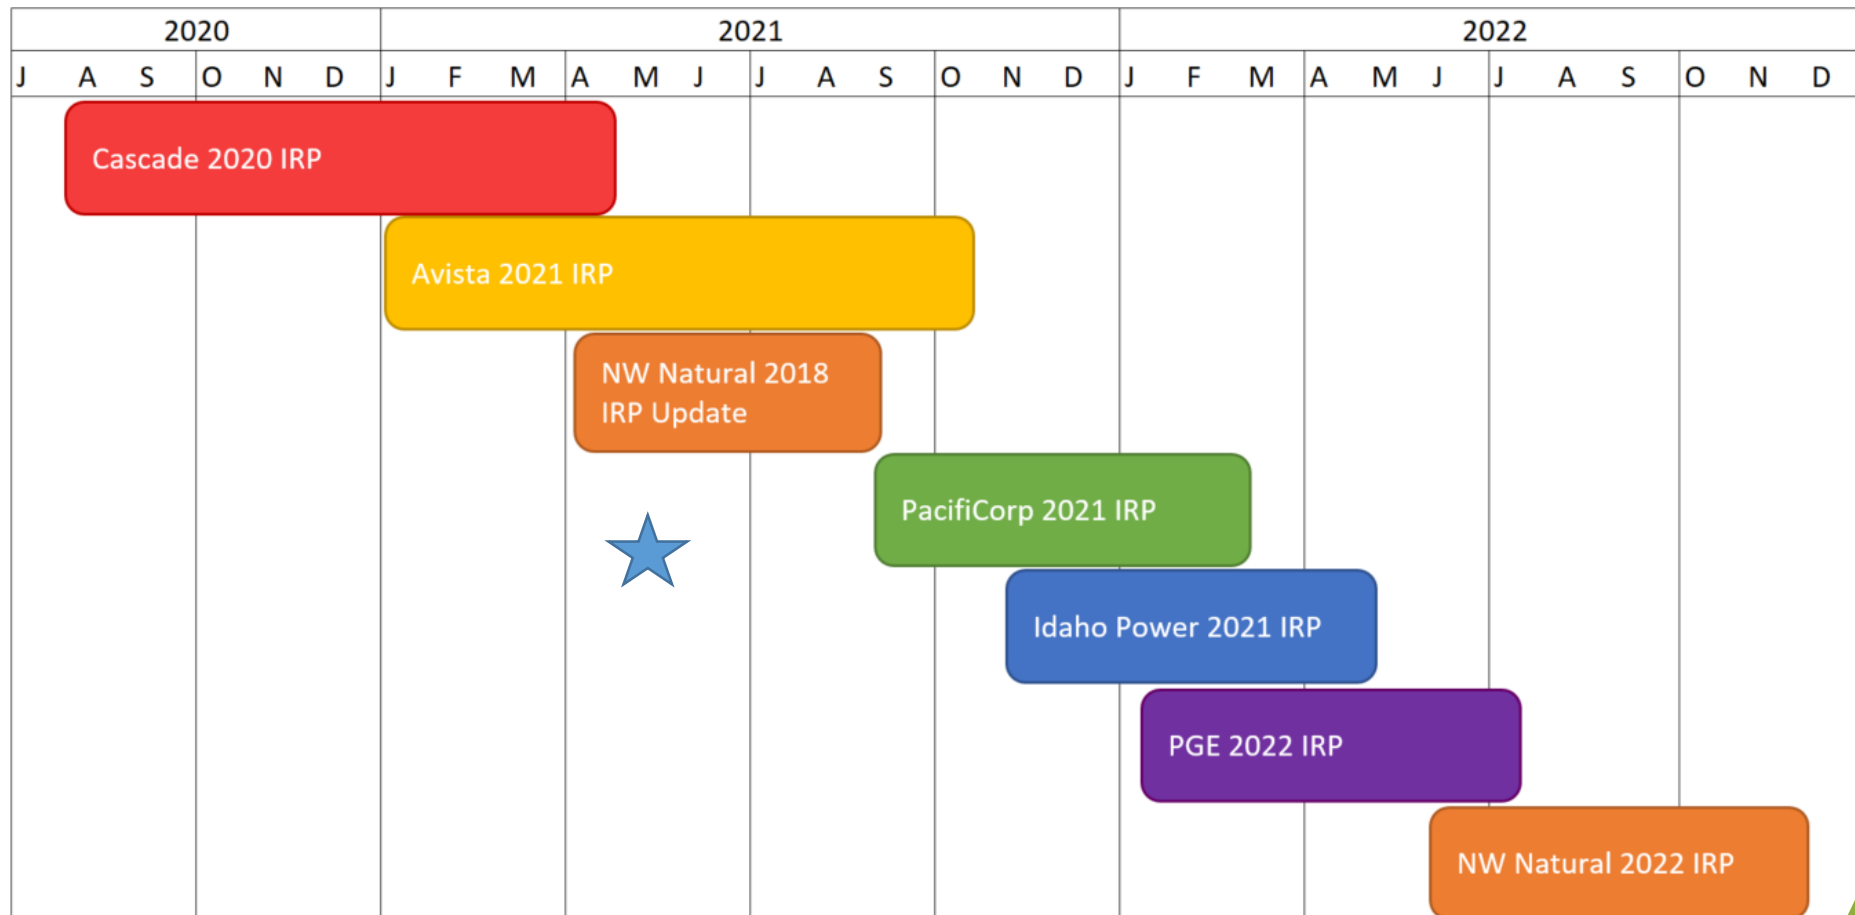 2020 2021 2022
J A S O N D J F M A M J J A S O N D J F M A M J J A S O N D
Cascade 2020 IRP
Avista 2021 IRP
NW Natural 2018
IRP Update
PacifiCorp 2021 IRP
Idaho Power 2021 IRP
PGE 2022 IRP
NW Natural 2022 IRP